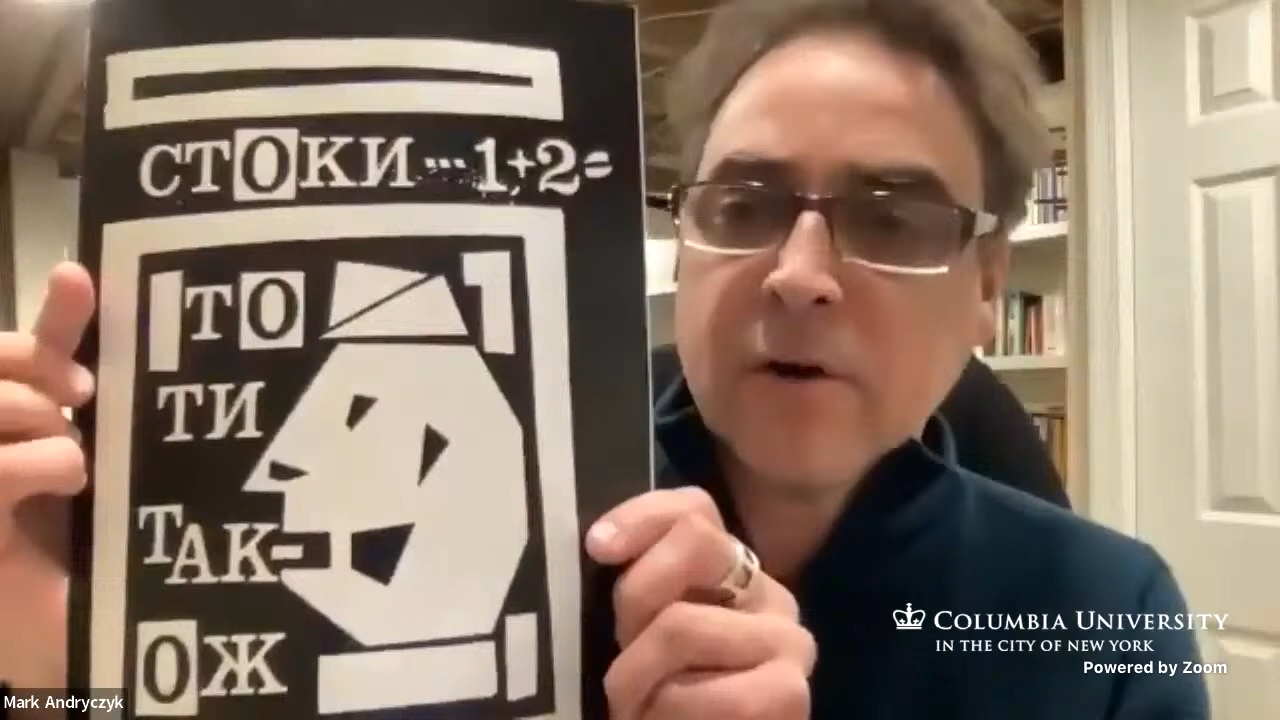 СТОКИ...1+2=
ТО
ТИ
ТАК-
ОЖ
COLUMBIA UNIVERSITY
IN THE CITY OF NEW YORK
Powered by Zoom
Mark Andryczyk